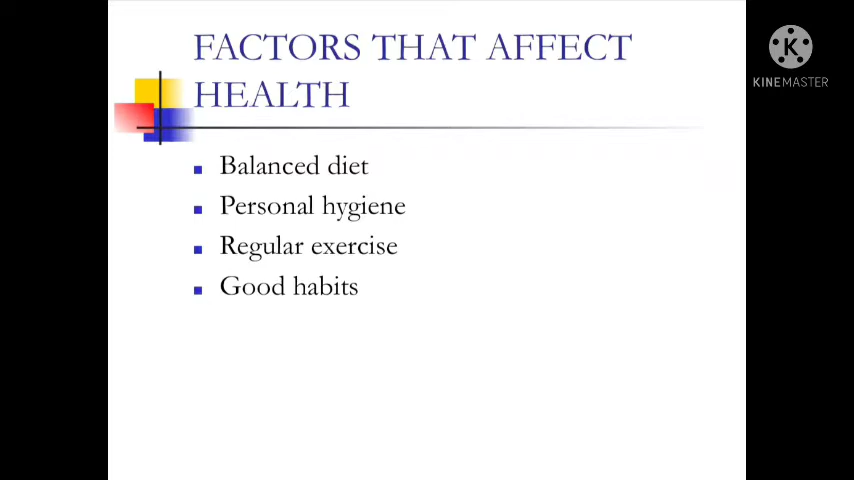 FACTORS THAT AFFECT
HEALTH
Balanced diet
Personal hygiene
Regular exercise
Good habits
K
KINEMASTER